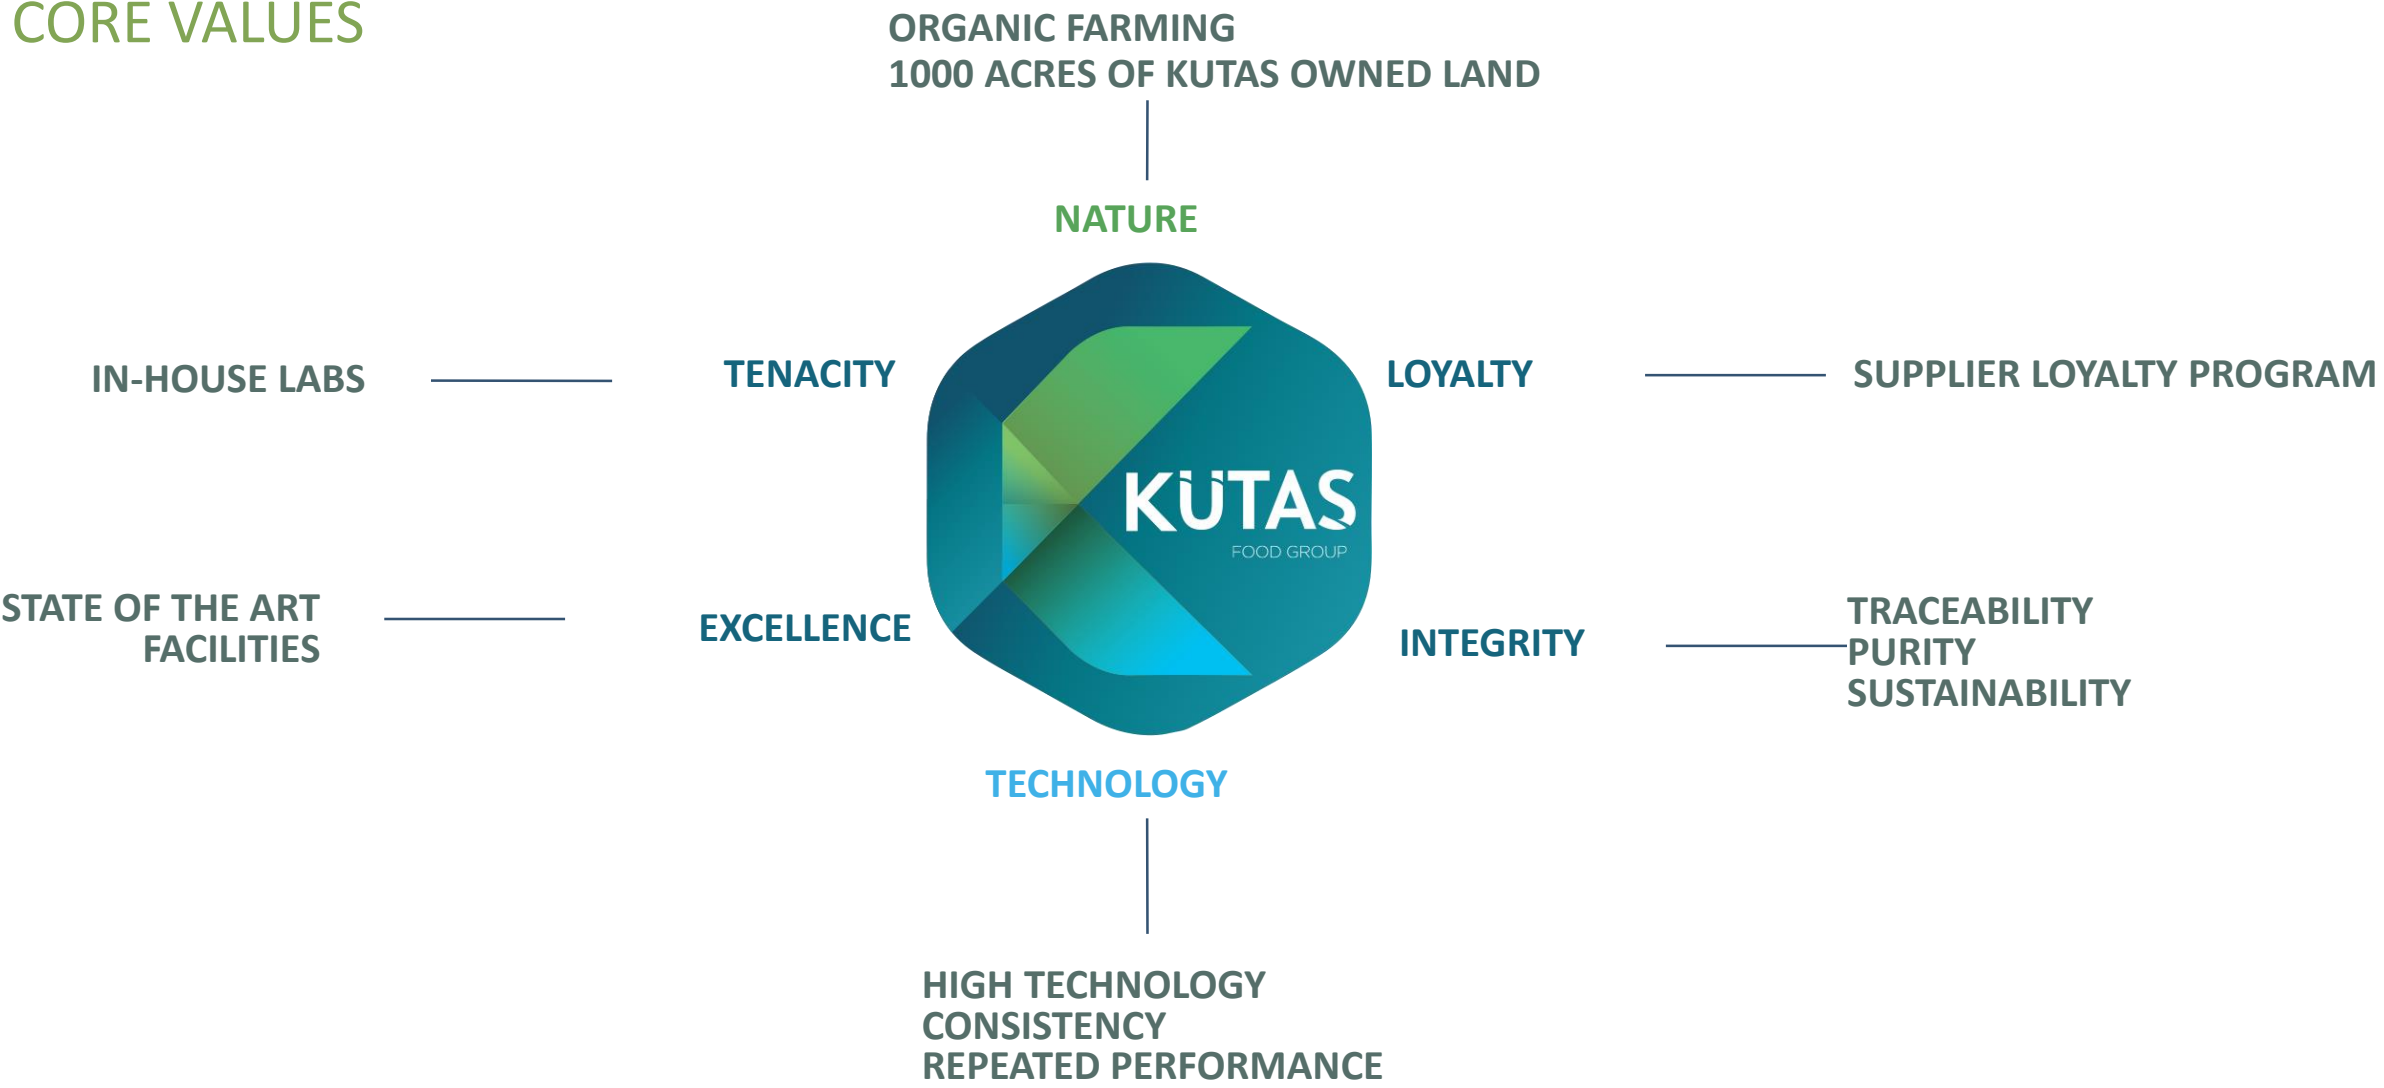 CORE VALUES
ORGANIC FARMING
1000 ACRES OF KUTAS OWNED LAND
NATURE
IN-HOUSE LABS
TENACITY
LOYALTY
SUPPLIER LOYALTY PROGRAM
KUTAS
FOOD GROUP
STATE OF THE ART
FACILITIES
EXCELLENCE
INTEGRITY
TRACEABILITY
PURITY
SUSTAINABILITY
TECHNOLOGY
HIGH TECHNOLOGY
CONSISTENCY
REPEATED PERFORMANCE